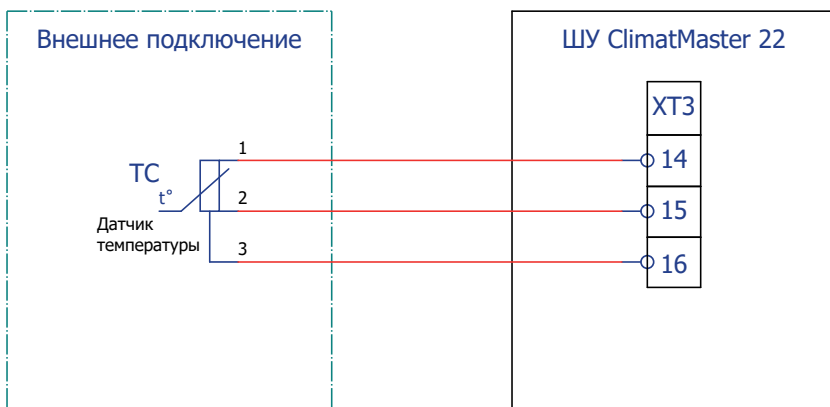 Внешнее подключение
ШУ ClimatMaster 22
XT3
1
14
TC
t°
2
15
Датчик
температуры
3
16